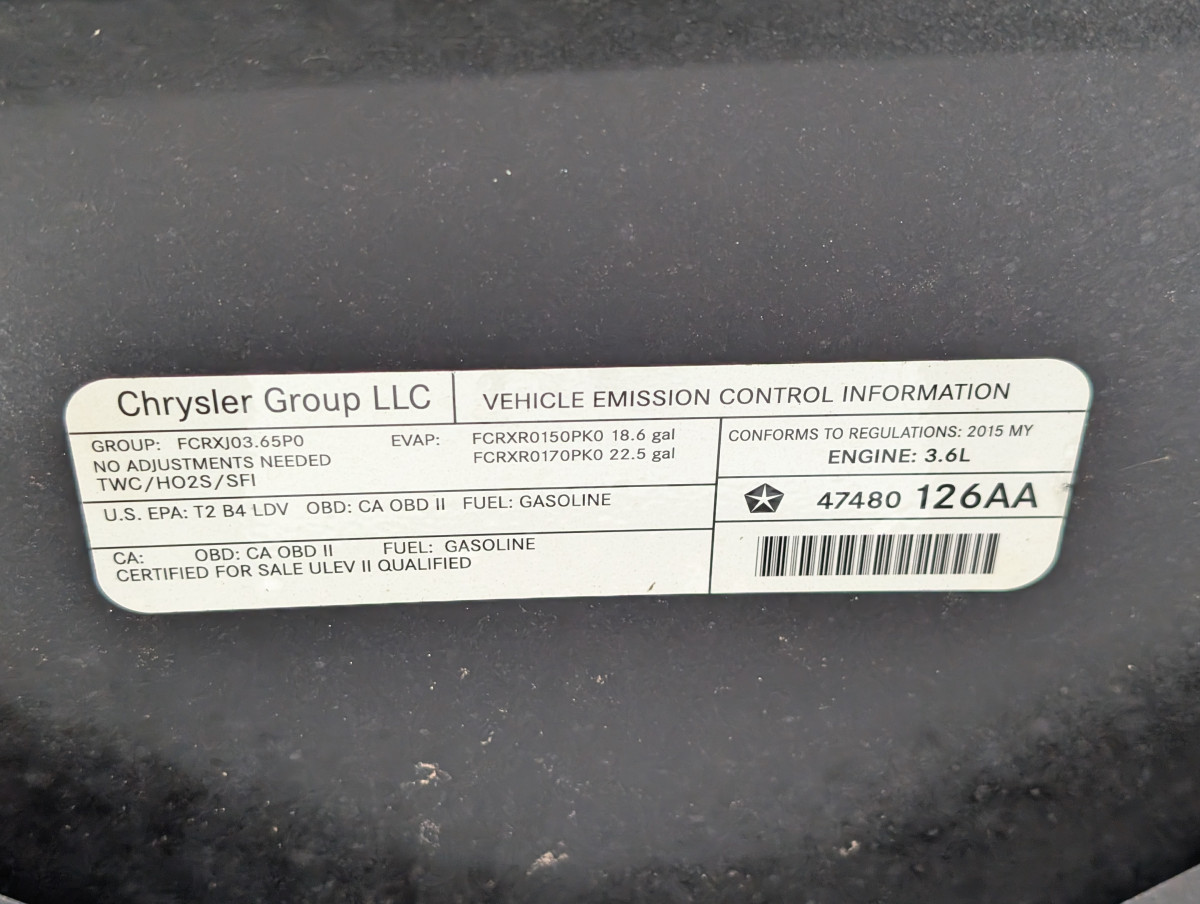 Chrysler Group LLC
VEHICLE EMISSION CONTROL INFORMATION
GROUP: FCRXJ03.65P0 EVAP: FCRXR0150PK0 18.6 gal
FCRXR0170PK0 22.5 gal
NO ADJUSTMENTS NEEDED
TWC/HO2S/SFI
CONFORMS TO REGULATIONS: 2015 MY
ENGINE: 3.6L
U.S. EPA: T2 B4 LDV OBD: CA OBD II FUEL: GASOLINE
47480 126AA
CA: OBD: CA OBD II FUEL: GASOLINE
CERTIFIED FOR SALE ULEV II QUALIFIED